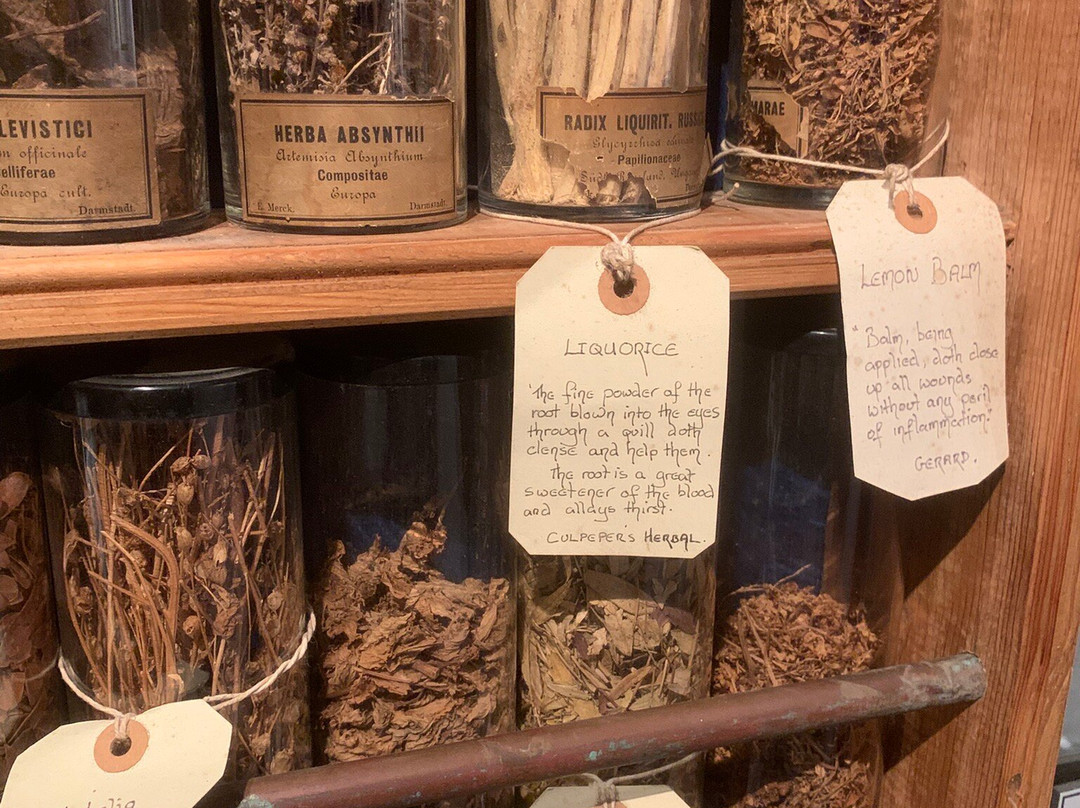 LEVISTICI
officinale
elliferae
Europa cult.
Darmstadt.
HERBA ABSYNTHII
Artemisia Absynthium
Compositae
Europa
E. Merck. Darmstadt.
RADIX LIQUIRIT. RUSS
Glycyrrhiza
Papilionaceae
ARAE
LIQUORICE
'The fine powder of the
root blown into the eyes
through a quill doth
clense and help them.
The root is a great
sweetener of the blood
and allays thirst.
CULPEPER'S HERBAL.
LEMON BALM
"Balm, being
applied, doth close
up all wounds
without any peril
of inflammation."
GERARD.